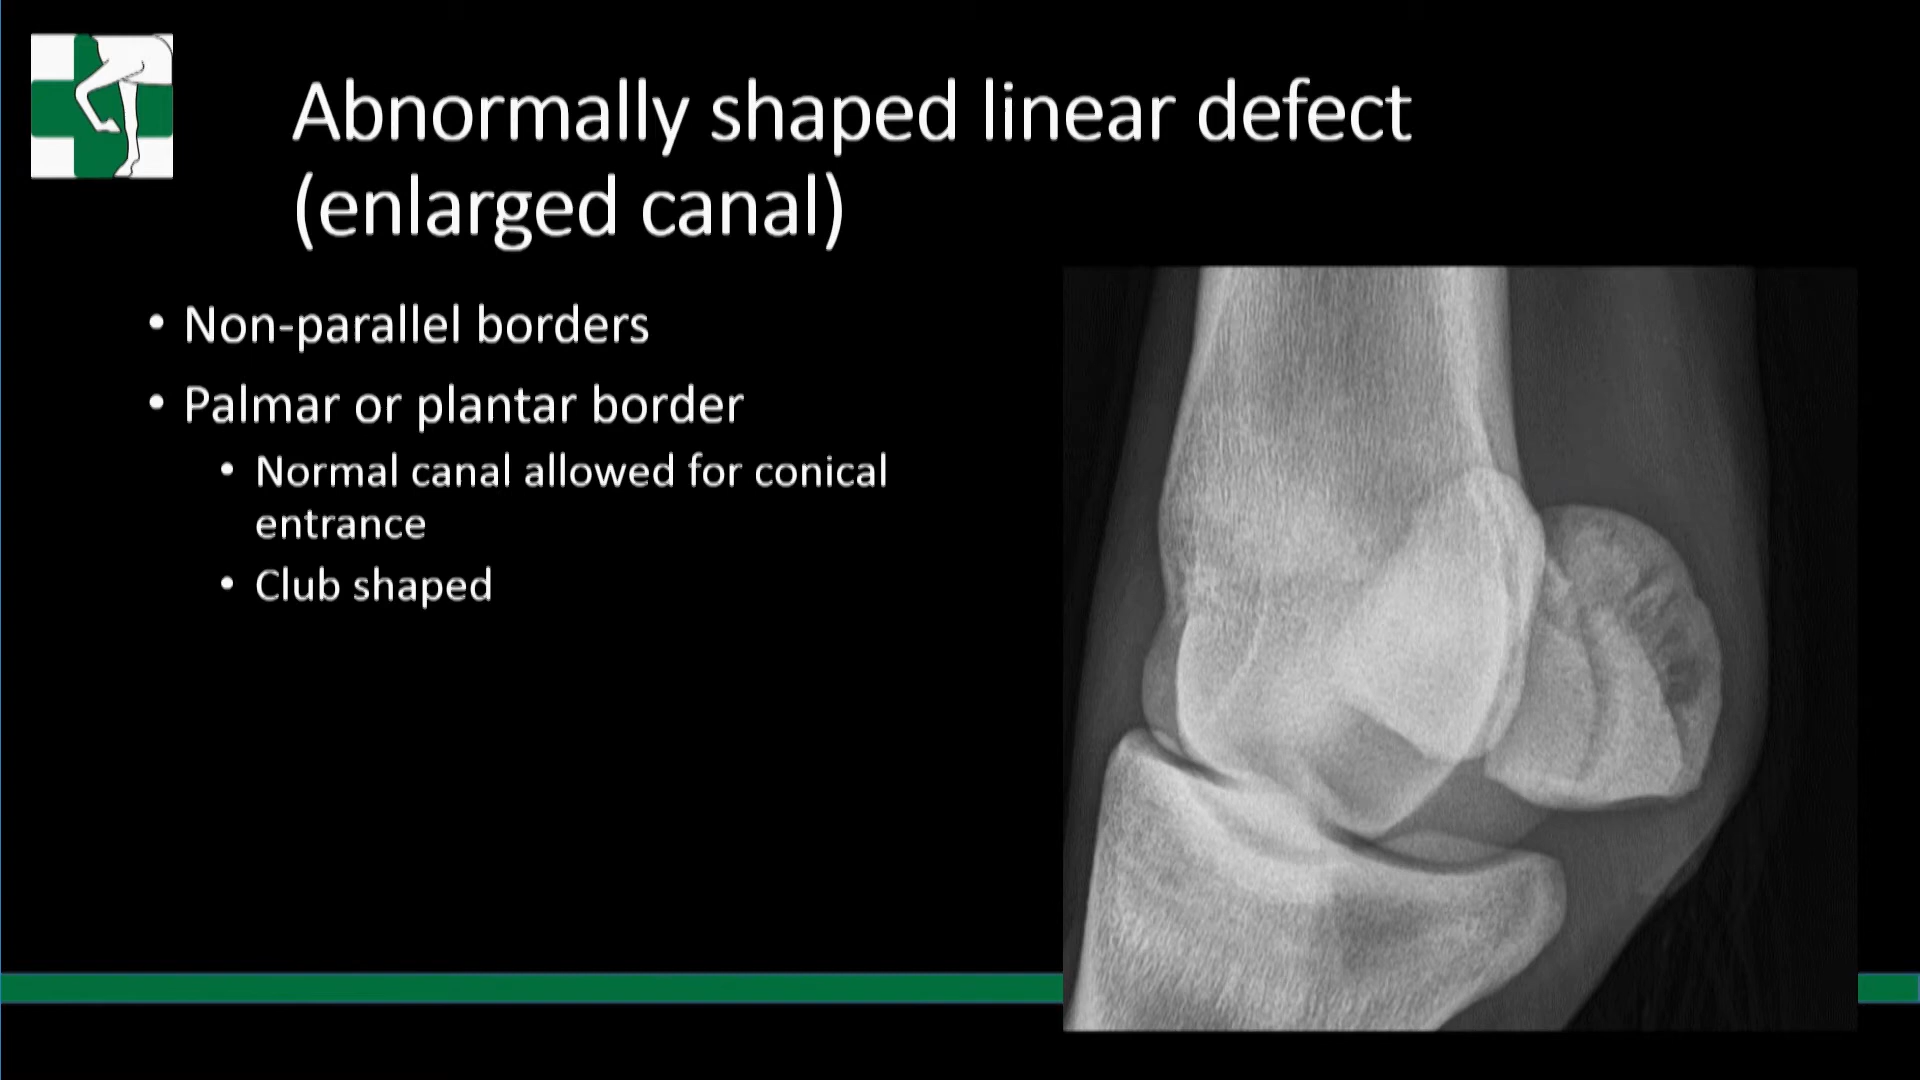 Abnormally shaped linear defect
(enlarged canal)
• Non-parallel borders
• Palmar or plantar border
• Normal canal allowed for conical
entrance
• Club shaped